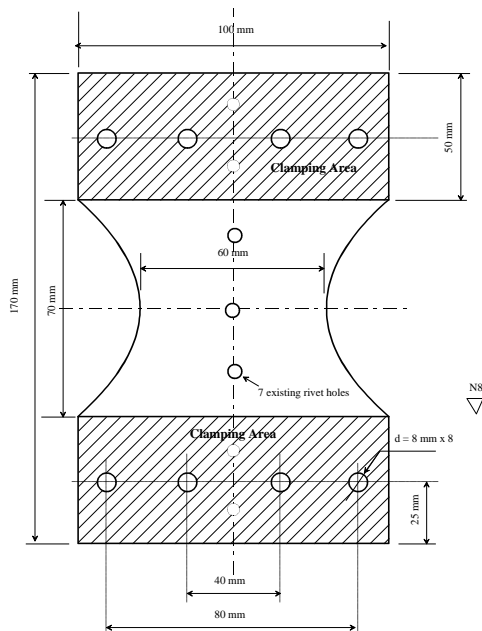 100 mm
50 mm
Clamping Area
60 mm
170 mm
70 mm
7 existing rivet holes
N8
Clamping Area
d = 8 mm x 8
25 mm
40 mm
80 mm